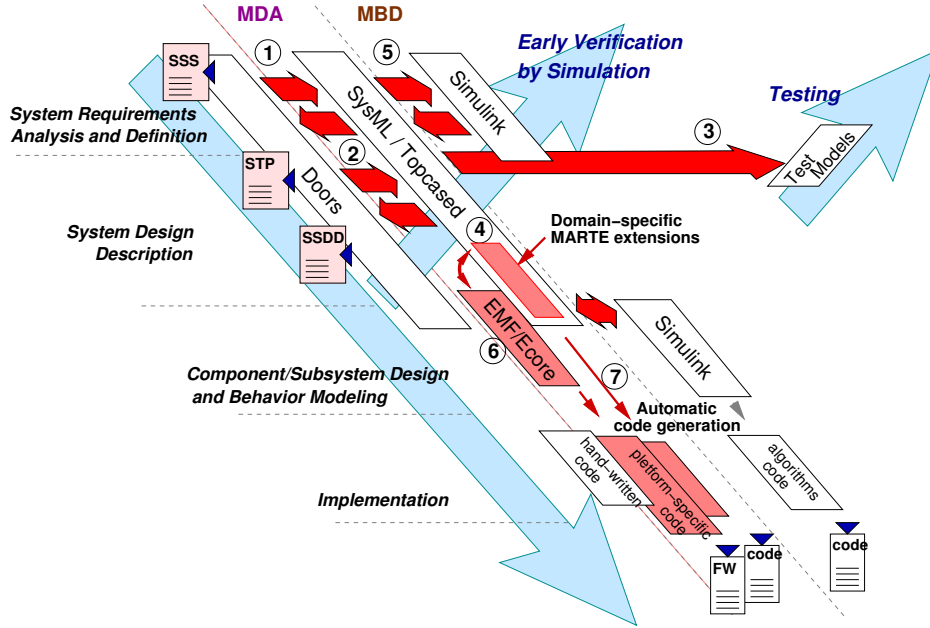 MDA
MBD
1
5
Early Verification
by Simulation
SSS
Simulink
Testing
System Requirements
Analysis and Definition
SysML / Topcased
3
Test
Models
2
STP
Doors
Domain–specific
MARTE extensions
4
System Design
Description
SSDD
EMF/Ecore
Simulink
6
7
Component/Subsystem Design
and Behavior Modeling
Automatic
code generation
hand–written
code
pletform–specific
code
algorithms
code
Implementation
FW
code
code